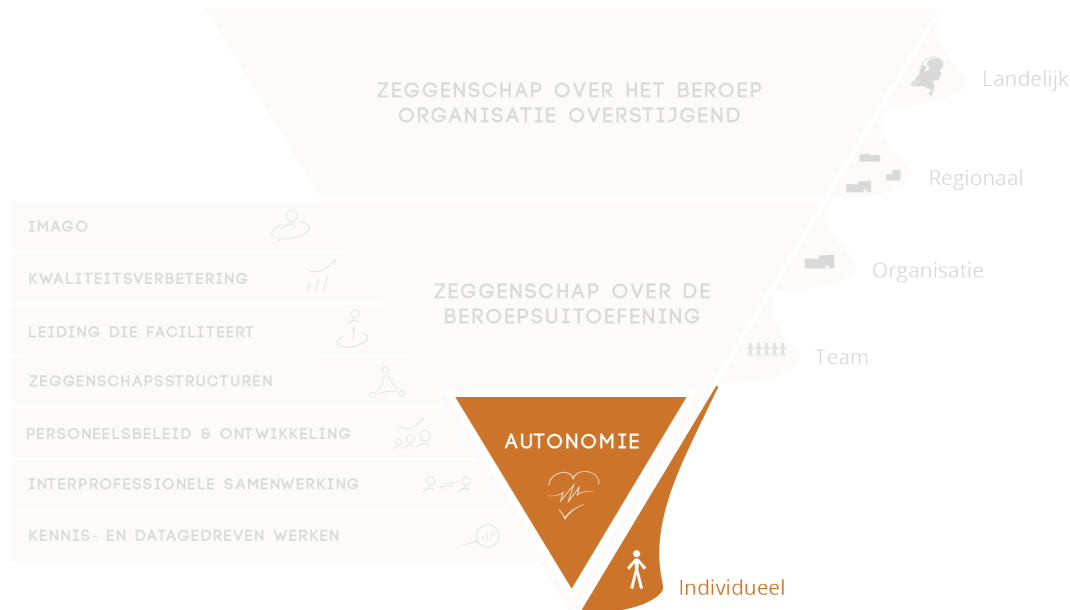 ZEGGENSCHAP OVER HET BEROEP
ORGANISATIE OVERSTIJGEND
Landelijk
Regionaal
IMAGO
KWALITEITSVERBETERING
LEIDING DIE FACILITEERT
ZEGGENSCHAPSSTRUCTUREN
PERSONEELSBELEID & ONTWIKKELING
INTERPROFESSIONELE SAMENWERKING
KENNIS- EN DATAGEDREVEN WERKEN
ZEGGENSCHAP OVER DE
BEROEPSUITOEFENING
Organisatie
Team
AUTONOMIE
Individueel